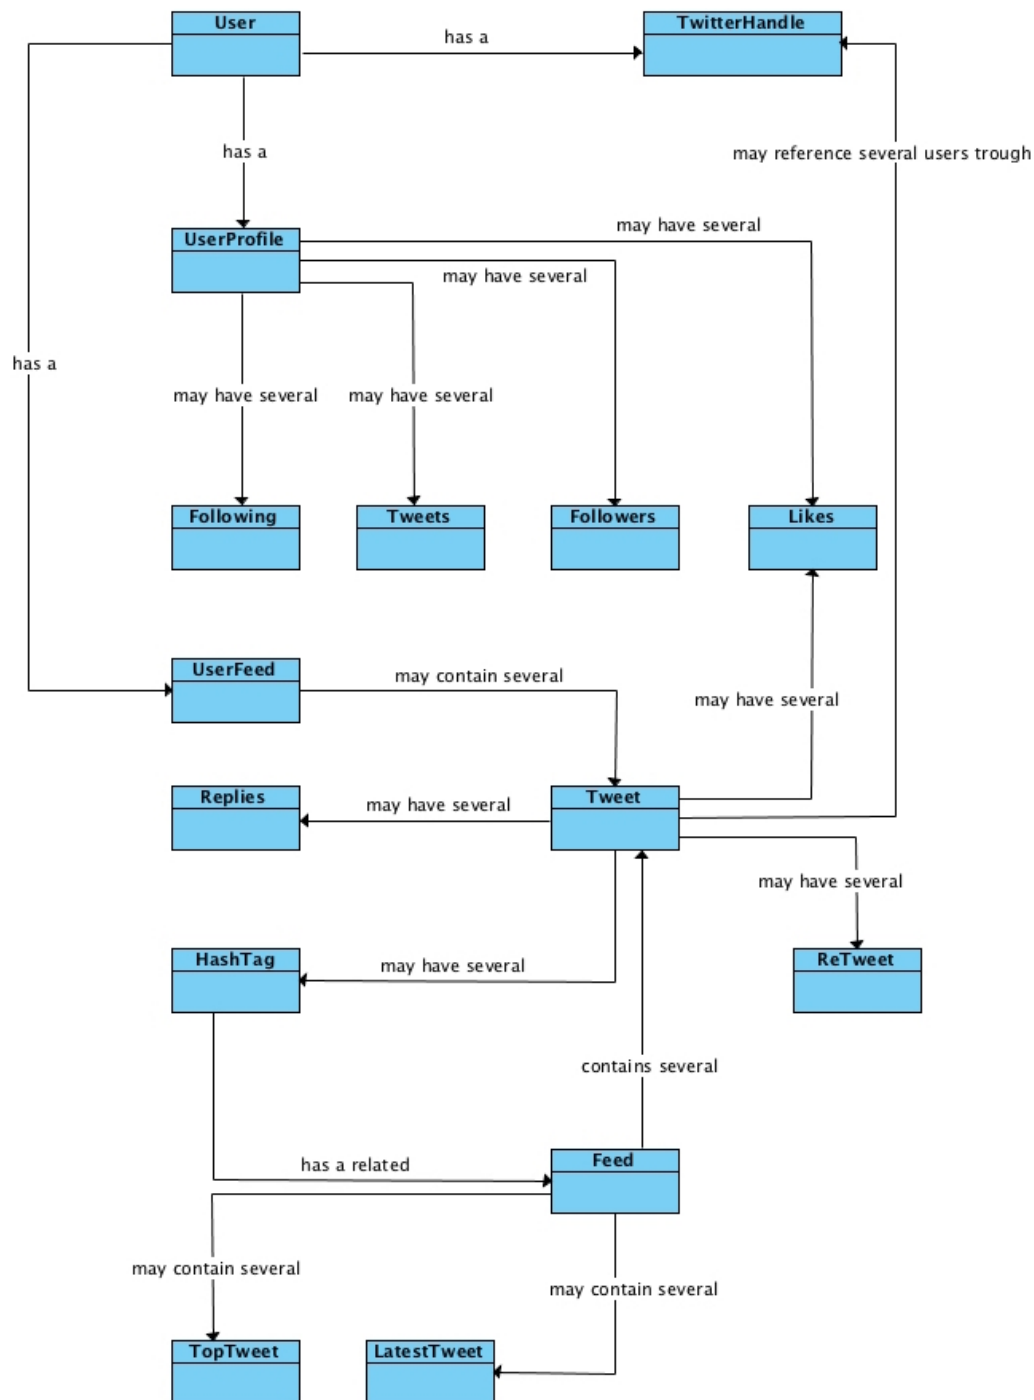 User
TwitterHandle
has a
may reference several users trough
has a
UserProfile
may have several
may have several
has a
may have several
may have several
Following
Tweets
Followers
Likes
UserFeed
may contain several
may have several
Replies
Tweet
may have several
may have several
HashTag
may have several
ReTweet
contains several
Feed
has a related
may contain several
may contain several
TopTweet
LatestTweet